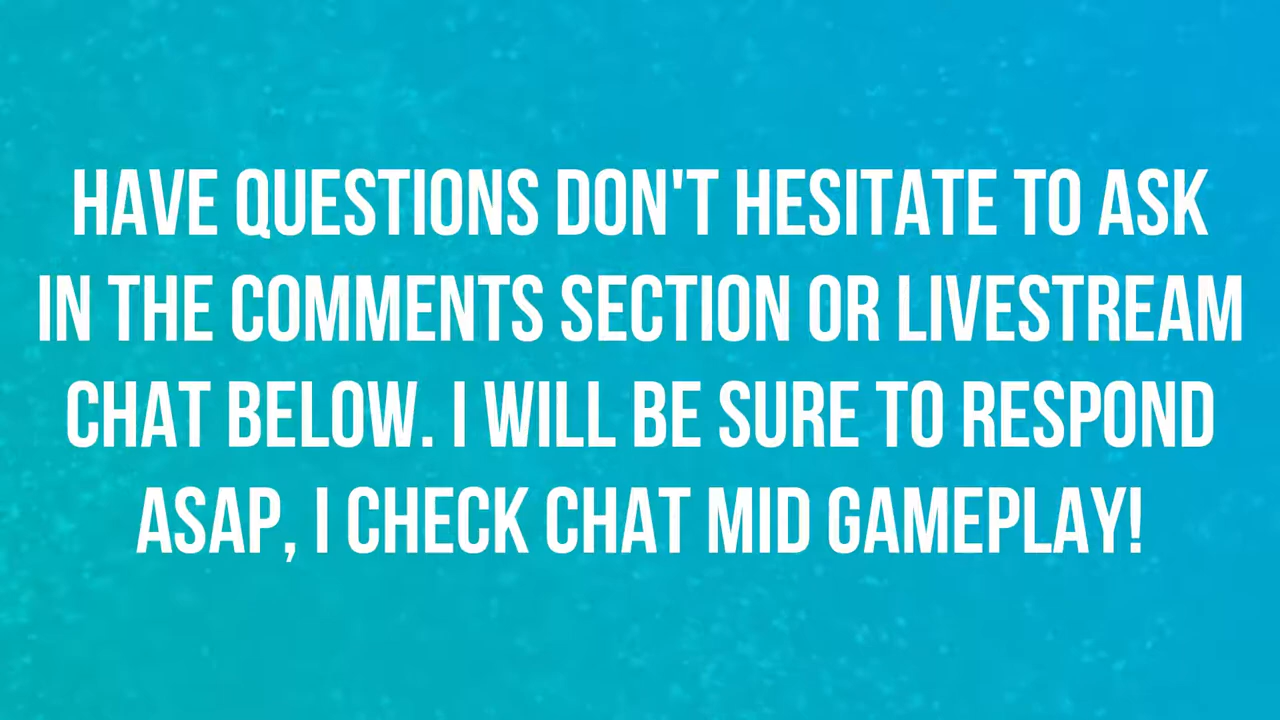 HAVE QUESTIONS DON'T HESITATE TO ASK
IN THE COMMENTS SECTION OR LIVESTREAM
CHAT BELOW. I WILL BE SURE TO RESPOND
ASAP, I CHECK CHAT MID GAMEPLAY!